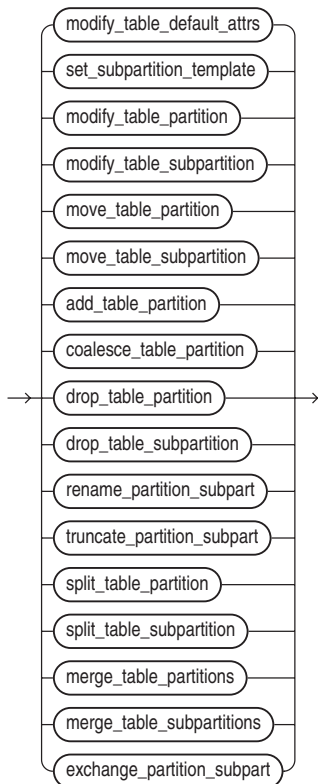 modify_table_default_attrs
set_subpartition_template
modify_table_partition
modify_table_subpartition
move_table_partition
move_table_subpartition
add_table_partition
coalesce_table_partition
drop_table_partition
drop_table_subpartition
rename_partition_subpart
truncate_partition_subpart
split_table_partition
split_table_subpartition
merge_table_partitions
merge_table_subpartitions
exchange_partition_subpart